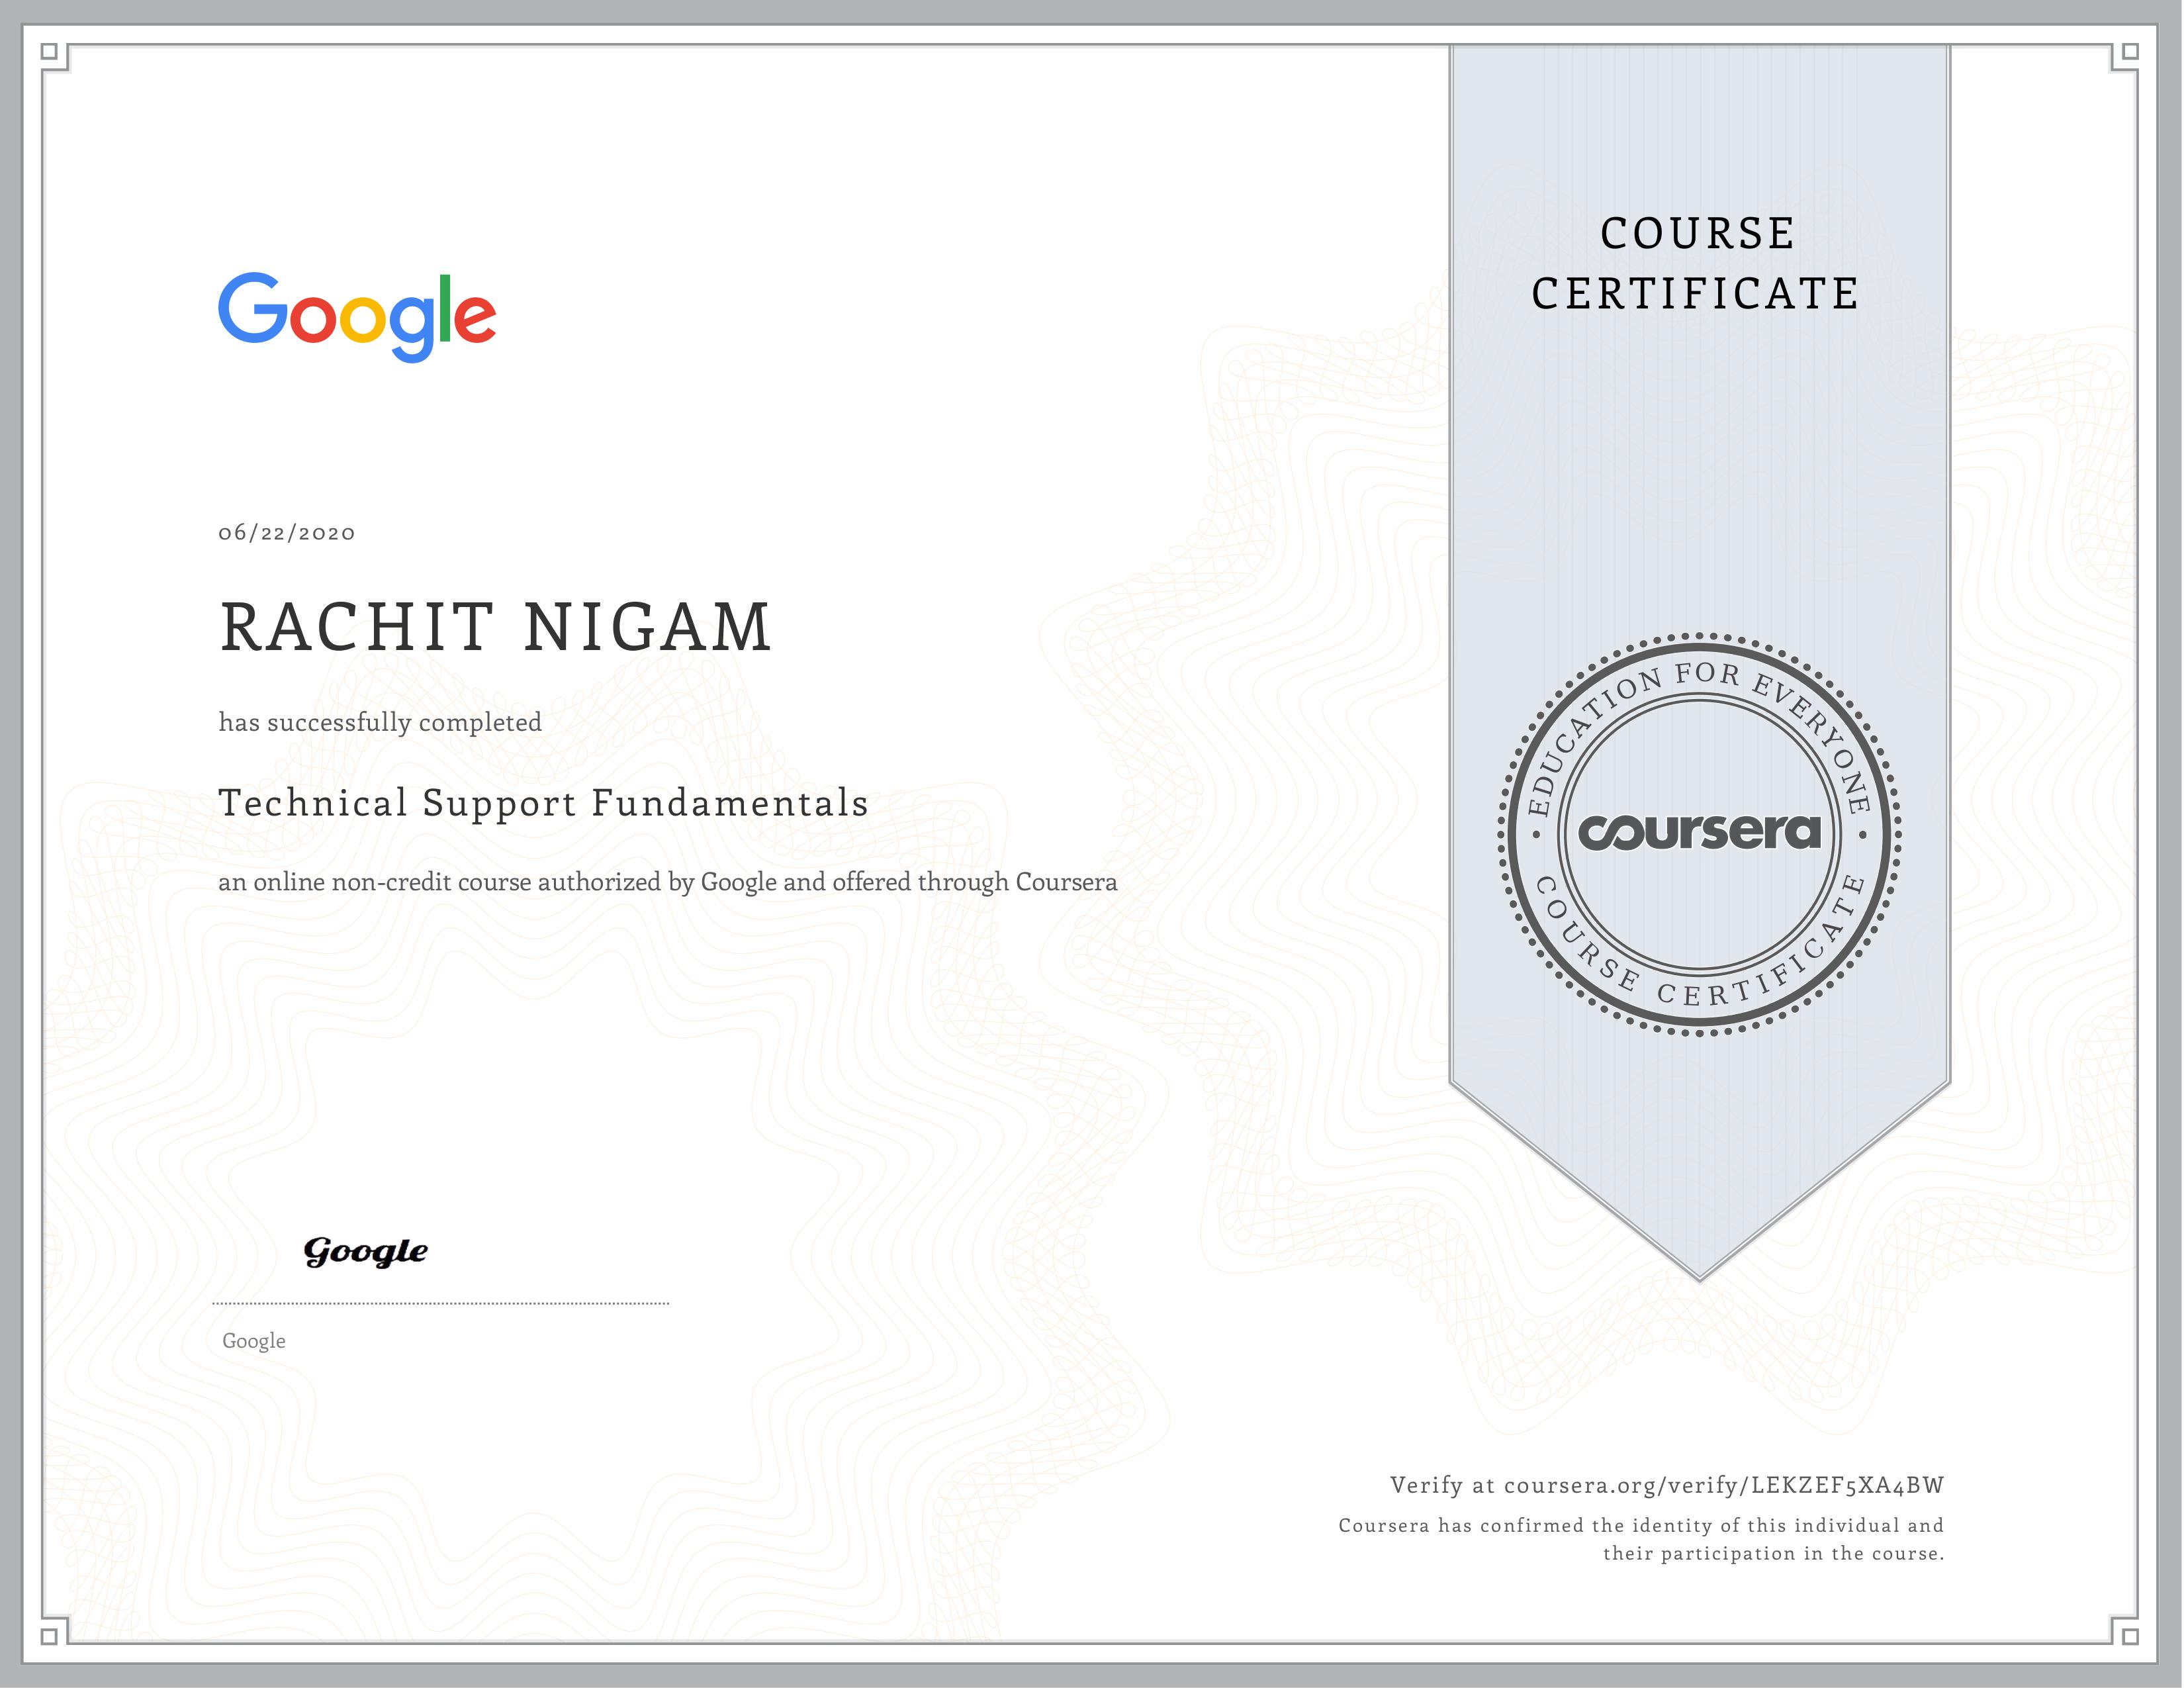 Google
06/22/2020
RACHIT NIGAM
has successfully completed
Technical Support Fundamentals
an online non-credit course authorized by Google and offered through Coursera
Google
Google
COURSE
CERTIFICATE
EDUCATION FOR EVERYONE
coursera
COURSE CERTIFICATE
Verify at coursera.org/verify/LEKZEF5XA4BW
Coursera has confirmed the identity of this individual and
their participation in the course.